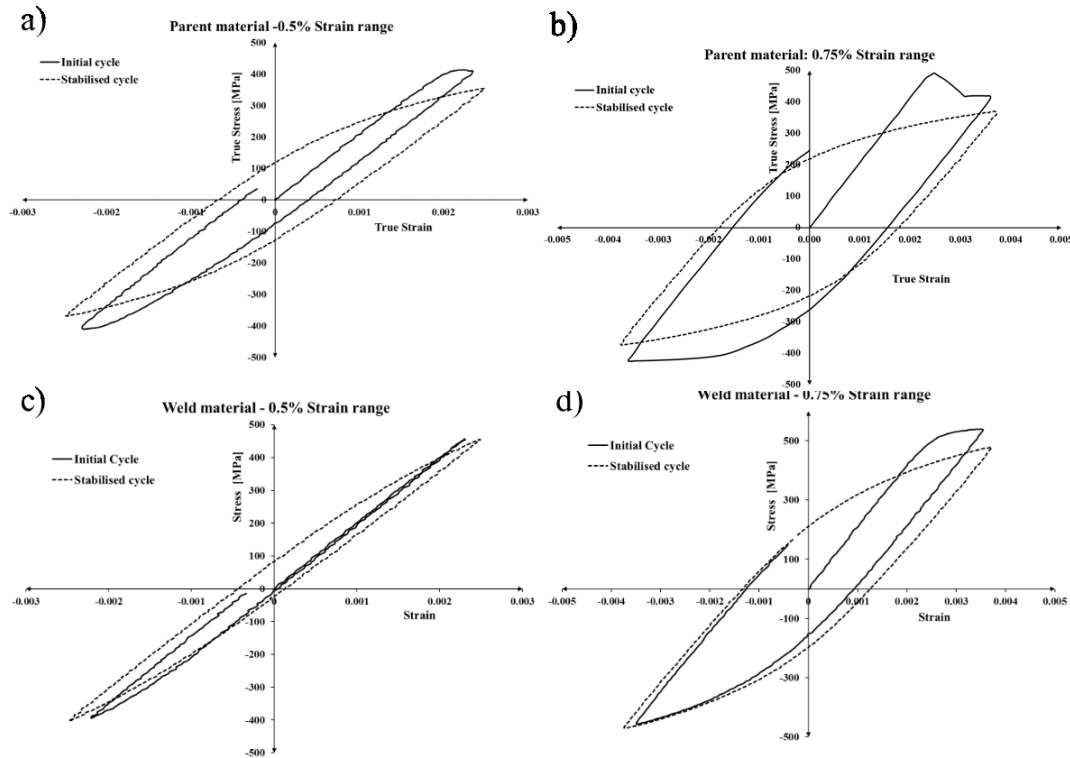 a)
Parent material -0.5% Strain range
Initial cycle
Stabilised cycle
True Stress [MPa]
500
400
300
200
100
0
-100
-200
-300
-400
-500
-0.003 -0.002 -0.001 0 0.001 0.002 0.003
True Strain
b)
Parent material: 0.75% Strain range
Initial cycle
Stabilised cycle
True Stress [MPa]
500
400
300
200
100
0
-100
-200
-300
-400
-500
-0.005 -0.004 -0.003 -0.002 -0.001 0.000 0.001 0.002 0.003 0.004 0.005
True Strain
c)
Weld material - 0.5% Strain range
Initial Cycle
Stabilised cycle
Stress [MPa]
500
400
300
200
100
0
-100
-200
-300
-400
-500
-0.003 -0.002 -0.001 0 0.001 0.002 0.003
Strain
d)
Weld material - 0.75% Strain range
Initial cycle
Stabilised cycle
Stress [MPa]
500
300
100
-100
-300
-500
-0.005 -0.004 -0.003 -0.002 -0.001 0.000 0.001 0.002 0.003 0.004 0.005
Strain